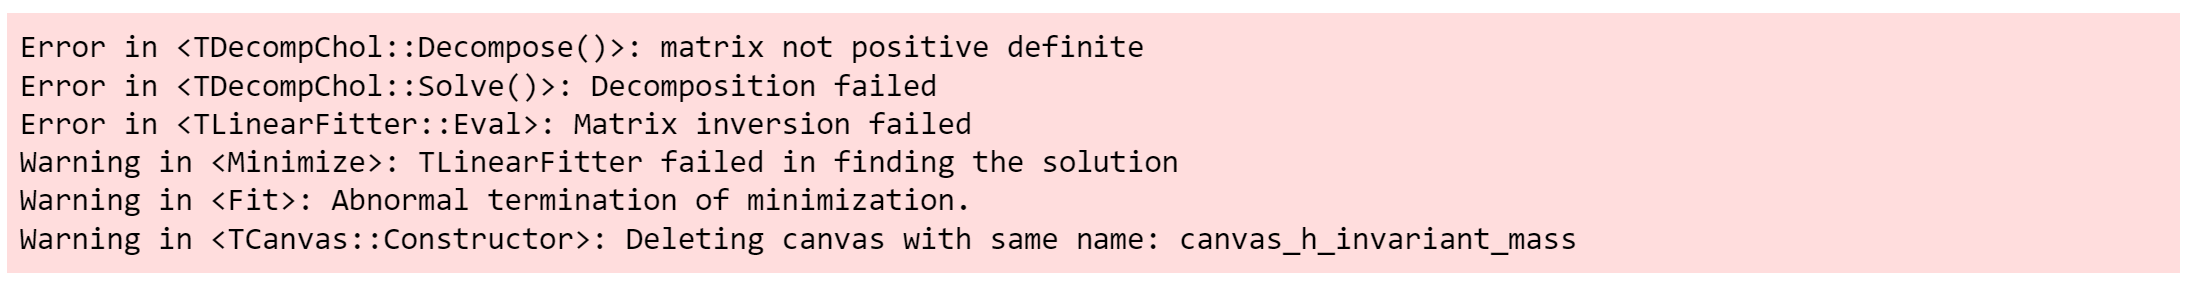 Error in <TDecompChol::Decompose()>: matrix not positive definite
Error in <TDecompChol::Solve()>: Decomposition failed
Error in <TLinearFitter::Eval>: Matrix inversion failed
Warning in <Minimize>: TLinearFitter failed in finding the solution
Warning in <Fit>: Abnormal termination of minimization.
Warning in <TCanvas::Constructor>: Deleting canvas with same name: canvas_h_invariant_mass